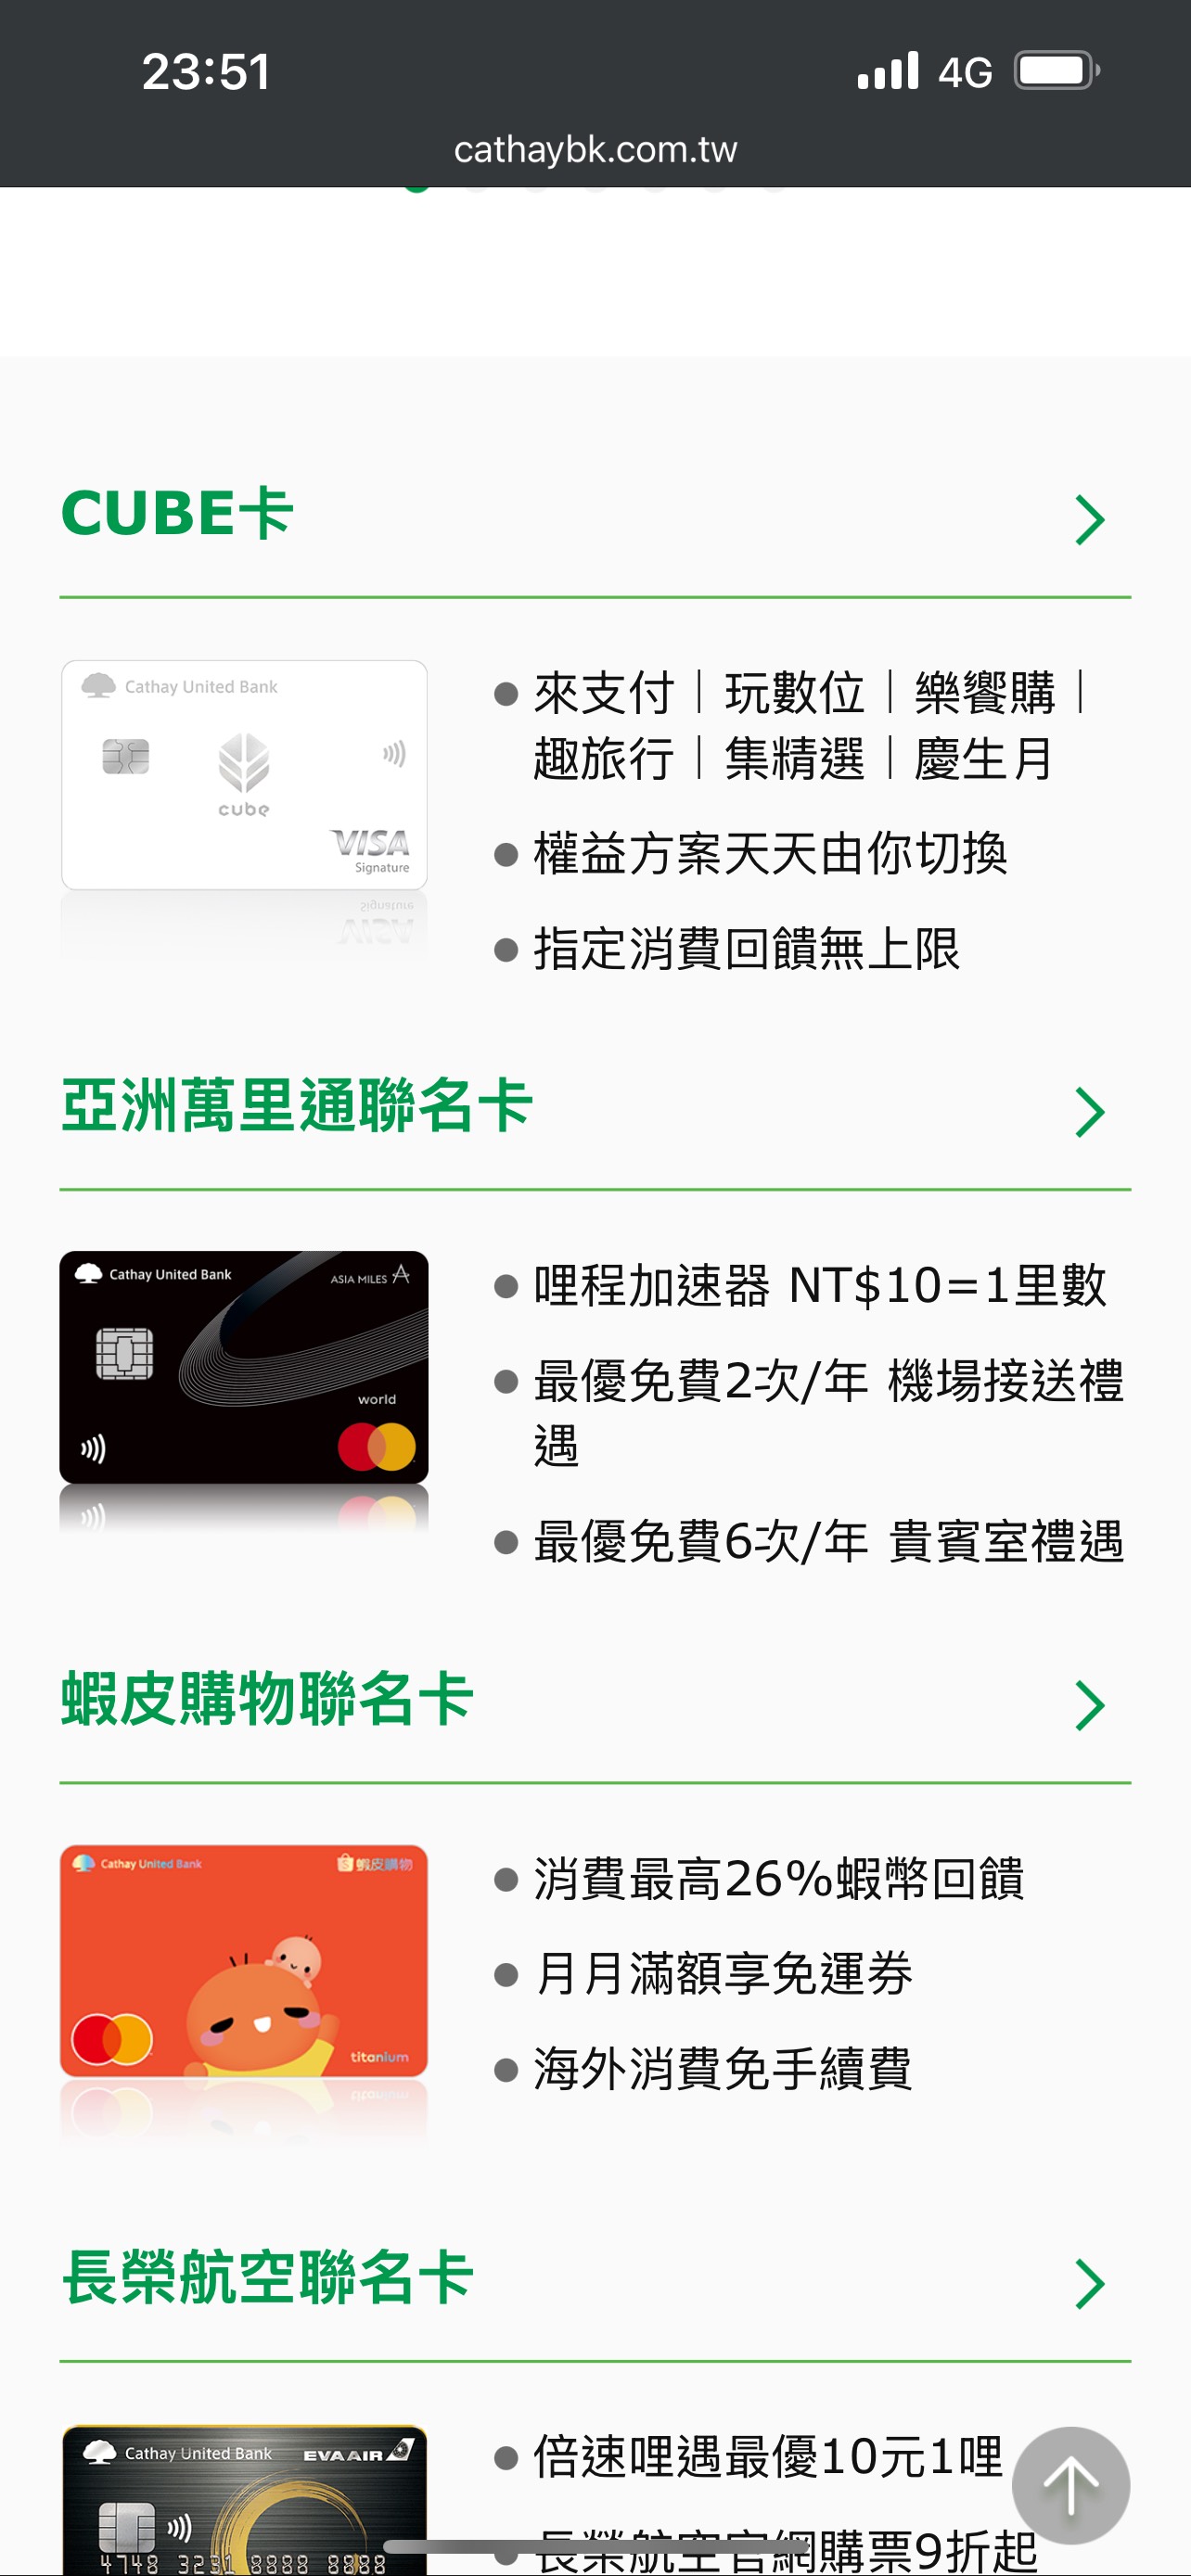 23:51
4G
cathaybk.com.tw
CUBE卡
Cathay United Bank
cube
VISA
Signature
來支付｜玩數位｜樂饗購｜
趣旅行｜集精選｜慶生月
權益方案天天由你切換
指定消費回饋無上限
亞洲萬里通聯名卡
Cathay United Bank
ASIA MILES
world
哩程加速器 NT$10=1里數
最優免費2次/年 機場接送禮
遇
最優免費6次/年 貴賓室禮遇
蝦皮購物聯名卡
Cathay United Bank
蝦皮購物
titanium
消費最高26%蝦幣回饋
月月滿額享免運券
海外消費免手續費
長榮航空聯名卡
Cathay United Bank
EVA AIR
4748 3231 8888 8888
倍速哩遇最優10元1哩
長榮航空官網購票9折起